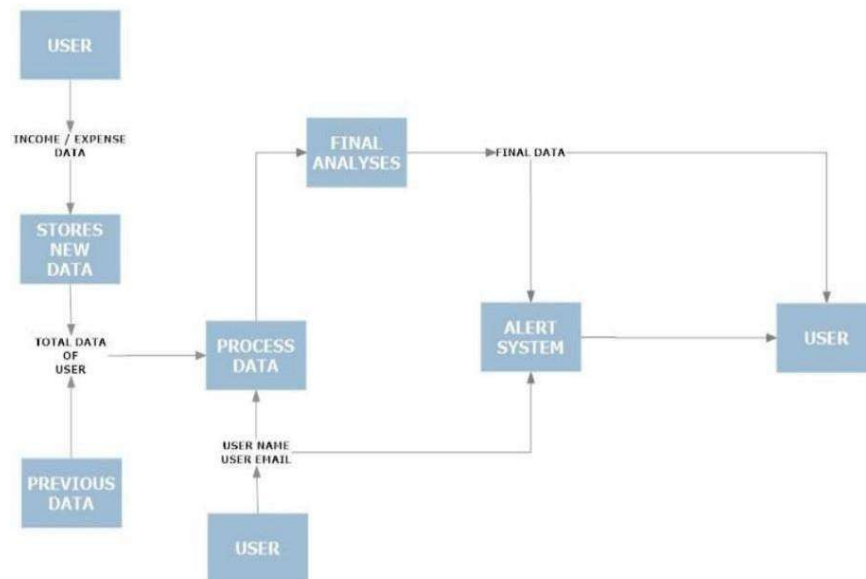 USER
INCOME / EXPENSE
DATA
STORES
NEW
DATA
TOTAL DATA
OF
USER
PREVIOUS
DATA
PROCESS
DATA
USER NAME
USER EMAIL
USER
FINAL
ANALYSES
FINAL DATA
ALERT
SYSTEM
USER